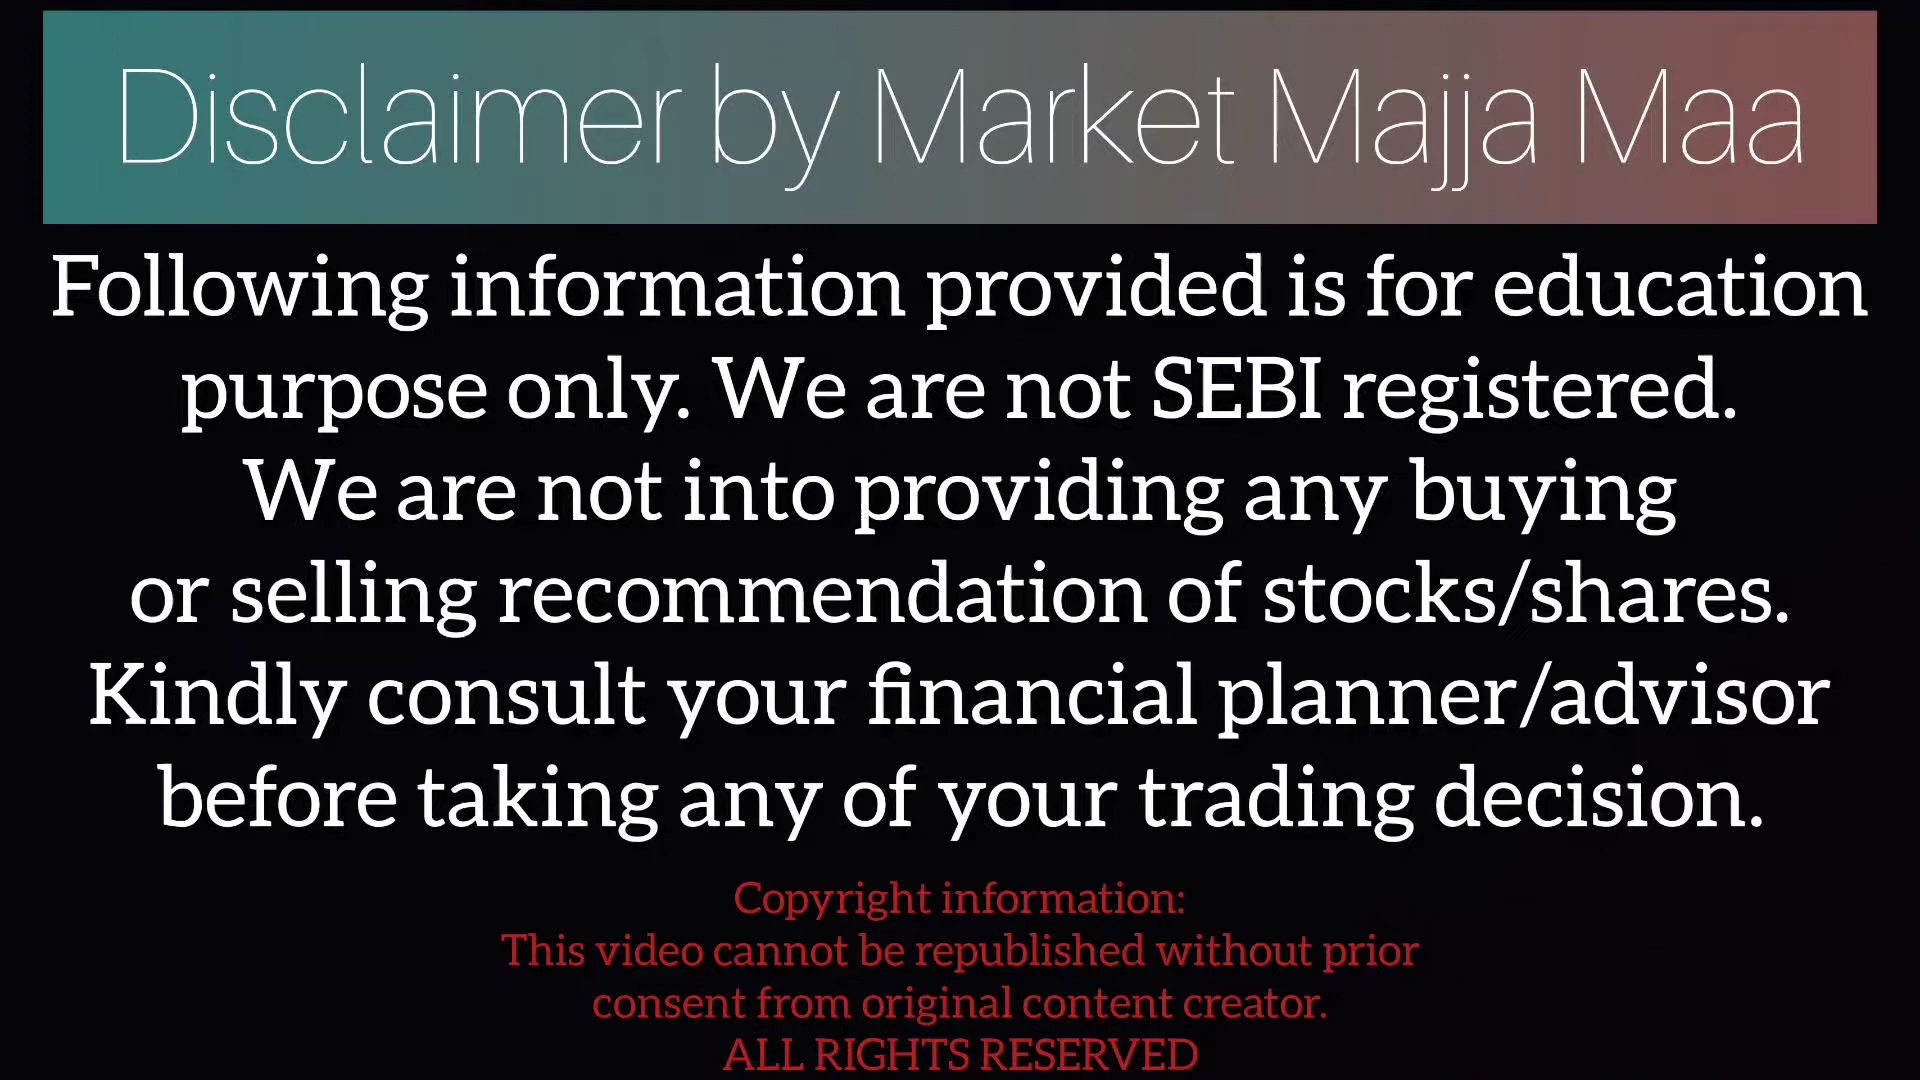 Disclaimer by Market Majja Maa
Following information provided is for education
purpose only. We are not SEBI registered.
We are not into providing any buying
or selling recommendation of stocks/shares.
Kindly consult your financial planner/advisor
before taking any of your trading decision.
Copyright information:
This video cannot be republished without prior
consent from original content creator.
ALL RIGHTS RESERVED